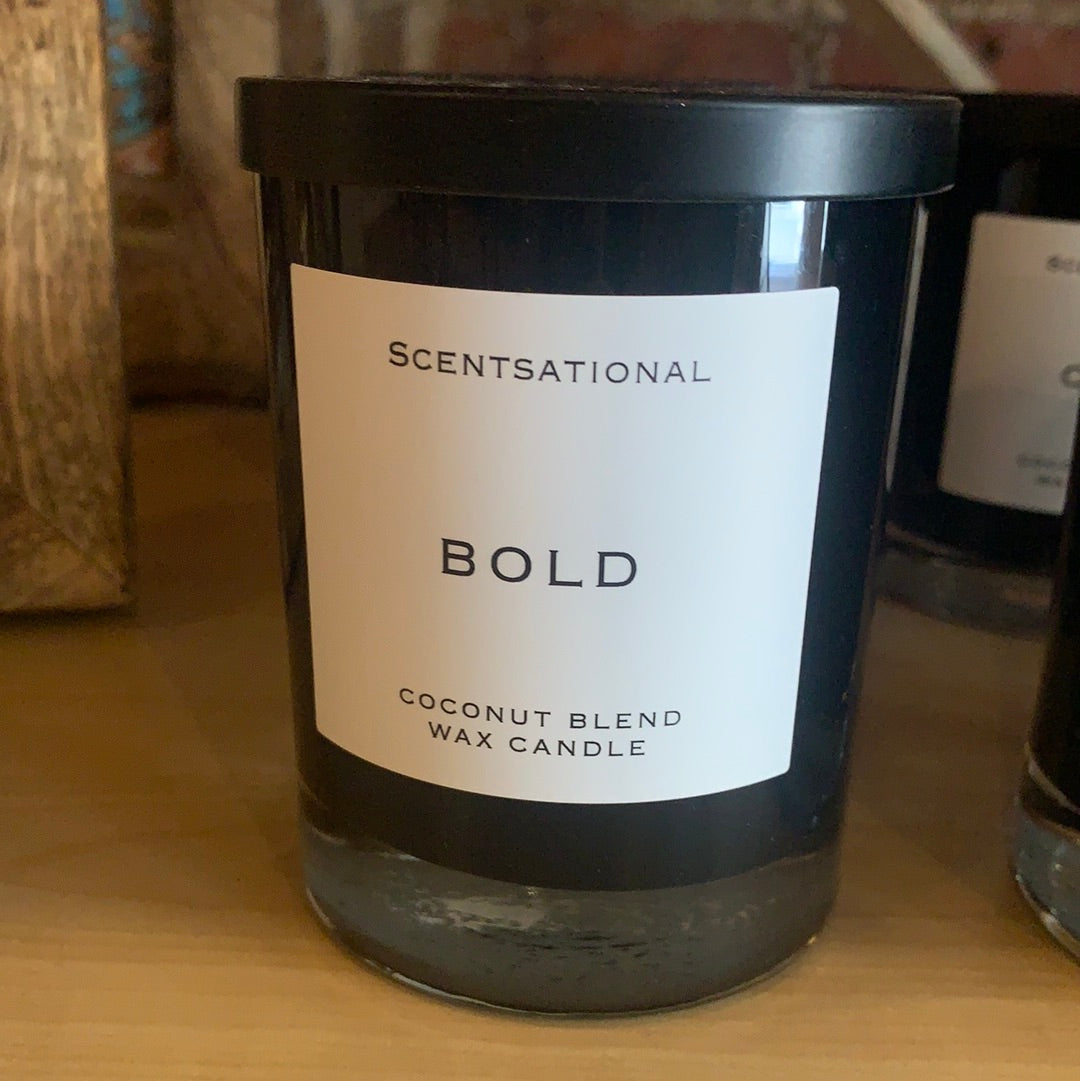 SCENTSATIONAL
BOLD
COCONUT BLEND
WAX CANDLE